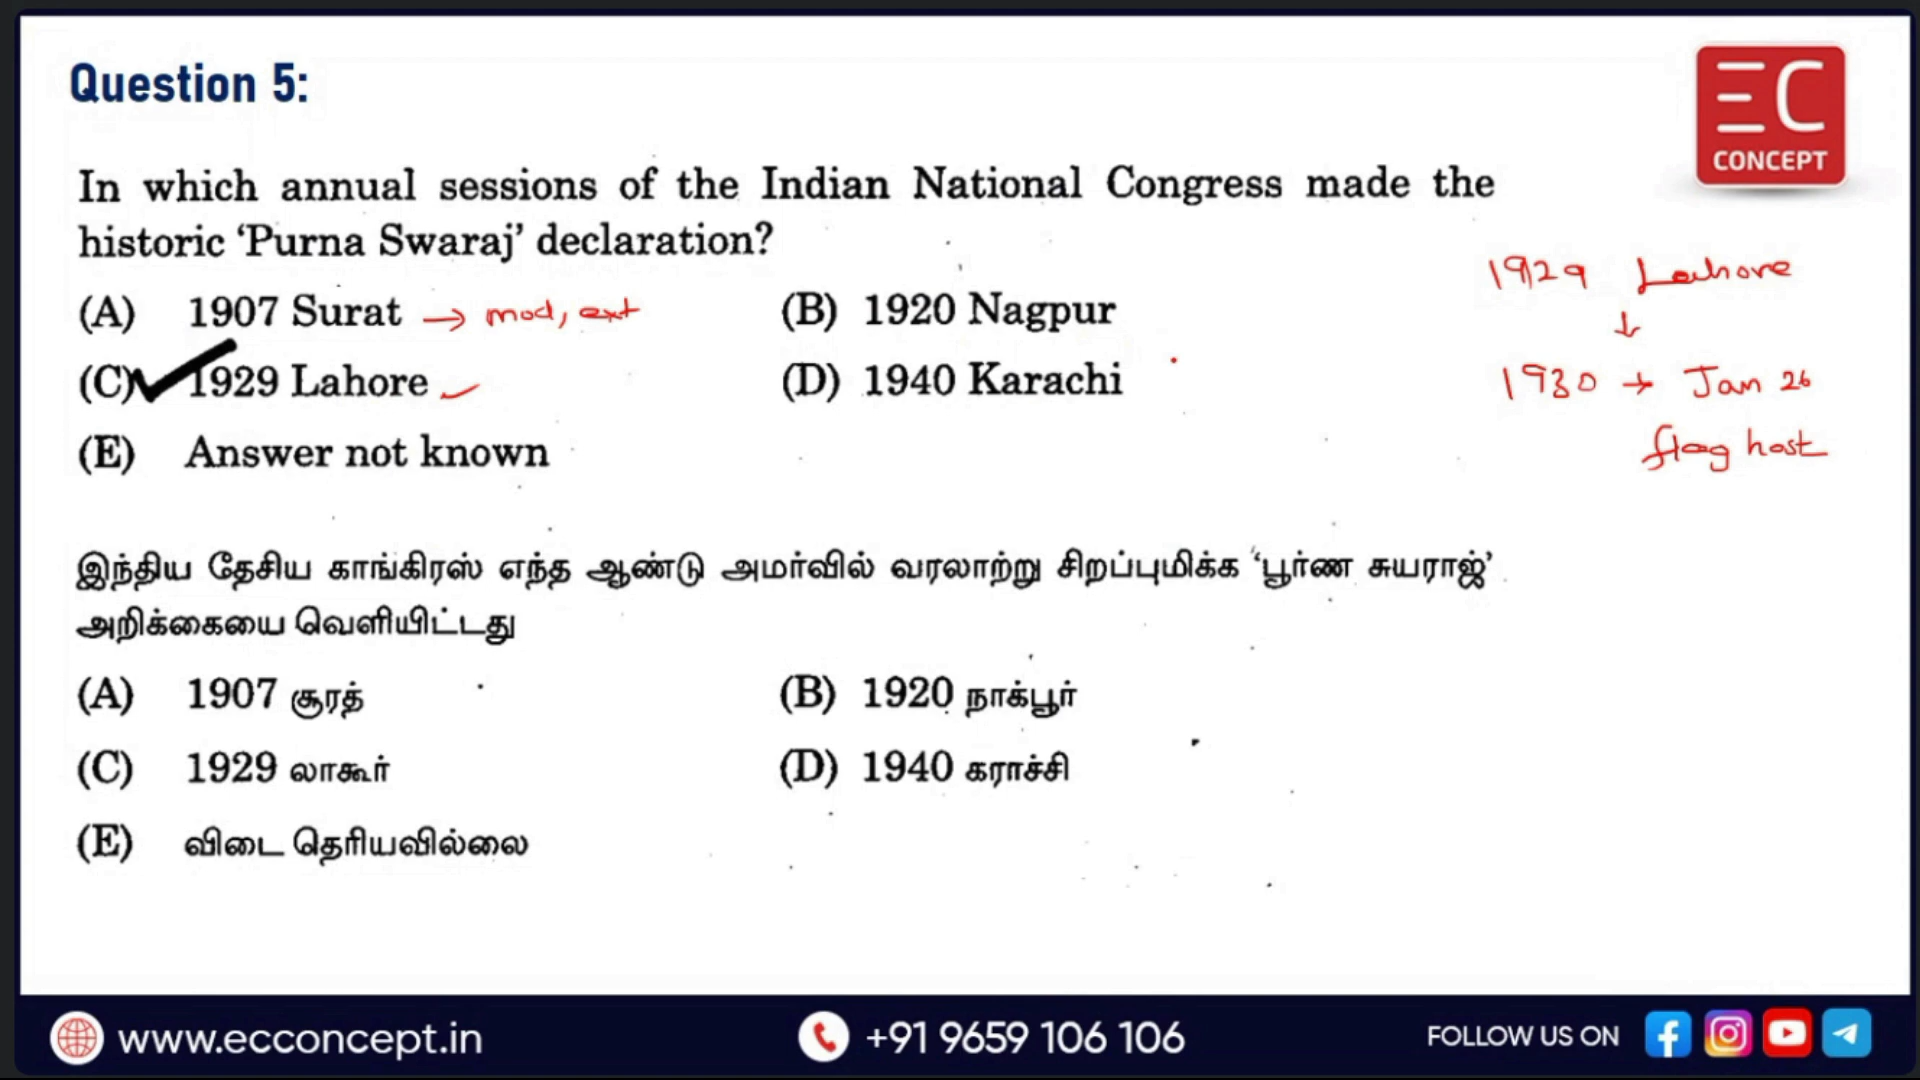 Question 5:
EC
CONCEPT
In which annual sessions of the Indian National Congress made the
historic ‘Purna Swaraj’ declaration?
(A) 1907 Surat → mod, ext
(B) 1920 Nagpur
(C) 1929 Lahore
(D) 1940 Karachi
(E) Answer not known
1929 Lahore
↓
1930 → Jan 26
flag host
இந்திய தேசிய காங்கிரஸ் எந்த ஆண்டு அமர்வில் வரலாற்று சிறப்புமிக்க ‘பூர்ண சுயராஜ்’
அறிக்கையை வெளியிட்டது
(A) 1907 சூரத்
(B) 1920 நாக்பூர்
(C) 1929 லாகூர்
(D) 1940 கராச்சி
(E) விடை தெரியவில்லை
www.ecconcept.in
+91 9659 106 106
FOLLOW US ON